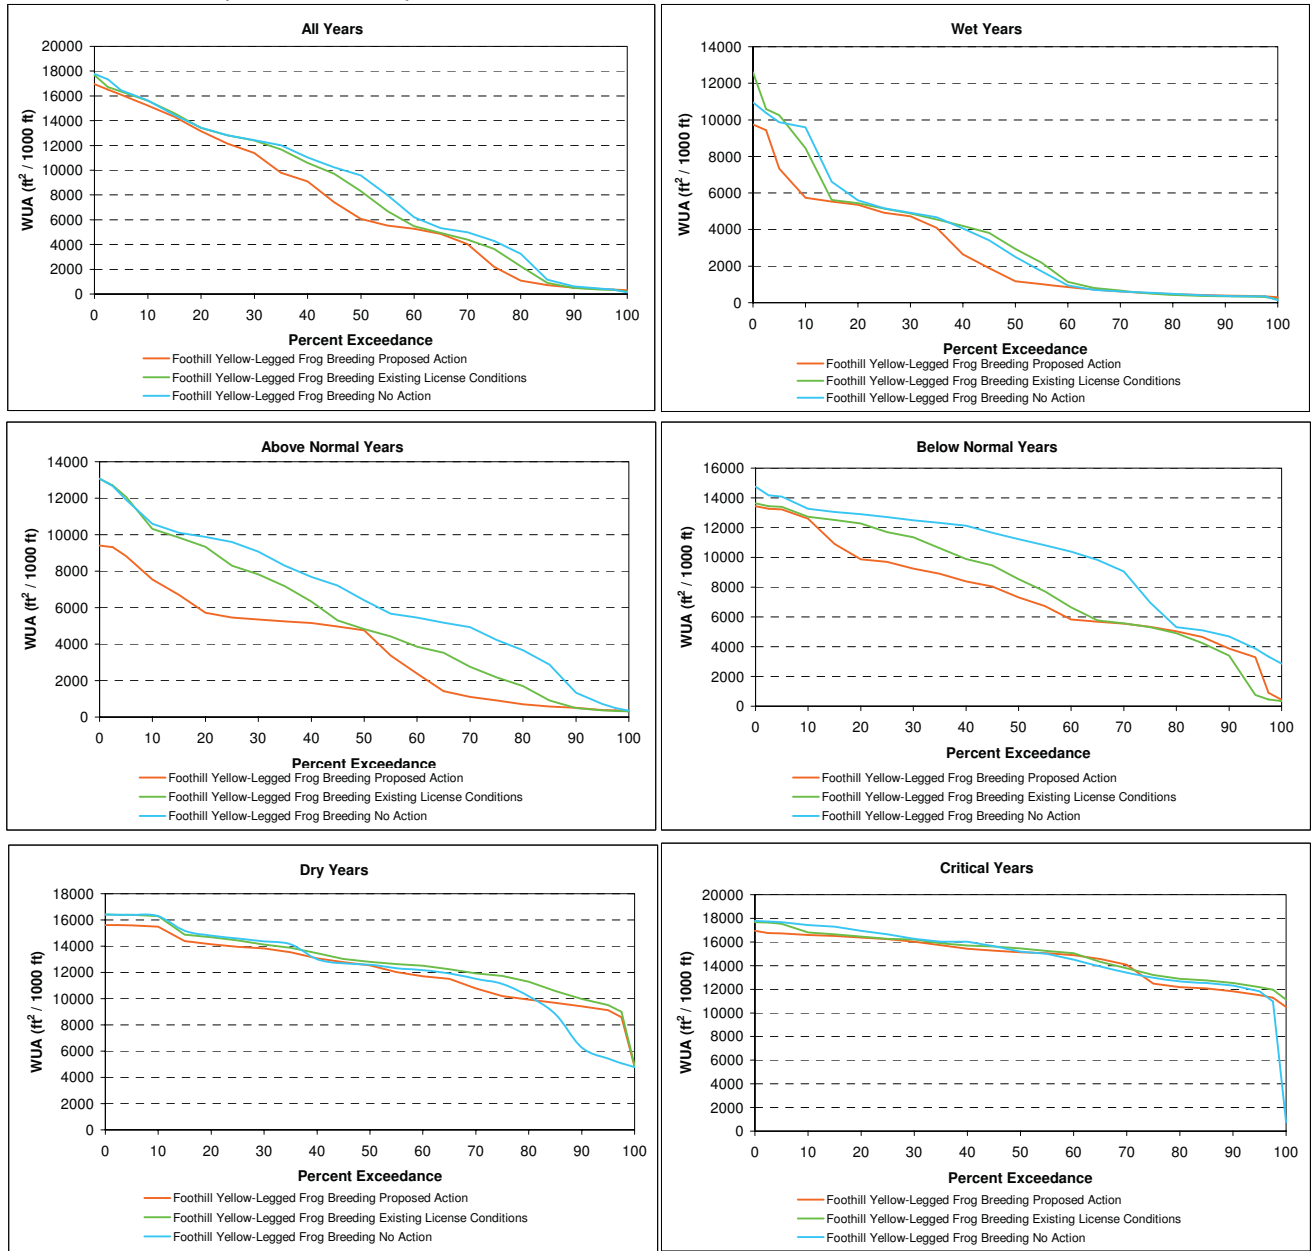 All Years
20000
18000
16000
14000
12000
10000
8000
6000
4000
2000
0
WUA (ft² / 1000 ft)
0 10 20 30 40 50 60 70 80 90 100
Percent Exceedance
Foothill Yellow-Legged Frog Breeding Proposed Action
Foothill Yellow-Legged Frog Breeding Existing License Conditions
Foothill Yellow-Legged Frog Breeding No Action
Wet Years
14000
12000
10000
8000
6000
4000
2000
0
WUA (ft² / 1000 ft)
0 10 20 30 40 50 60 70 80 90 100
Percent Exceedance
Foothill Yellow-Legged Frog Breeding Proposed Action
Foothill Yellow-Legged Frog Breeding Existing License Conditions
Foothill Yellow-Legged Frog Breeding No Action
Above Normal Years
14000
12000
10000
8000
6000
4000
2000
0
WUA (ft² / 1000 ft)
0 10 20 30 40 50 60 70 80 90 100
Percent Exceedance
Foothill Yellow-Legged Frog Breeding Proposed Action
Foothill Yellow-Legged Frog Breeding Existing License Conditions
Foothill Yellow-Legged Frog Breeding No Action
Below Normal Years
16000
14000
12000
10000
8000
6000
4000
2000
0
WUA (ft² / 1000 ft)
0 10 20 30 40 50 60 70 80 90 100
Percent Exceedance
Foothill Yellow-Legged Frog Breeding Proposed Action
Foothill Yellow-Legged Frog Breeding Existing License Conditions
Foothill Yellow-Legged Frog Breeding No Action
Dry Years
18000
16000
14000
12000
10000
8000
6000
4000
2000
0
WUA (ft² / 1000 ft)
0 10 20 30 40 50 60 70 80 90 100
Percent Exceedance
Foothill Yellow-Legged Frog Breeding Proposed Action
Foothill Yellow-Legged Frog Breeding Existing License Conditions
Foothill Yellow-Legged Frog Breeding No Action
Critical Years
20000
18000
16000
14000
12000
10000
8000
6000
4000
2000
0
WUA (ft² / 1000 ft)
0 10 20 30 40 50 60 70 80 90 100
Percent Exceedance
Foothill Yellow-Legged Frog Breeding Proposed Action
Foothill Yellow-Legged Frog Breeding Existing License Conditions
Foothill Yellow-Legged Frog Breeding No Action